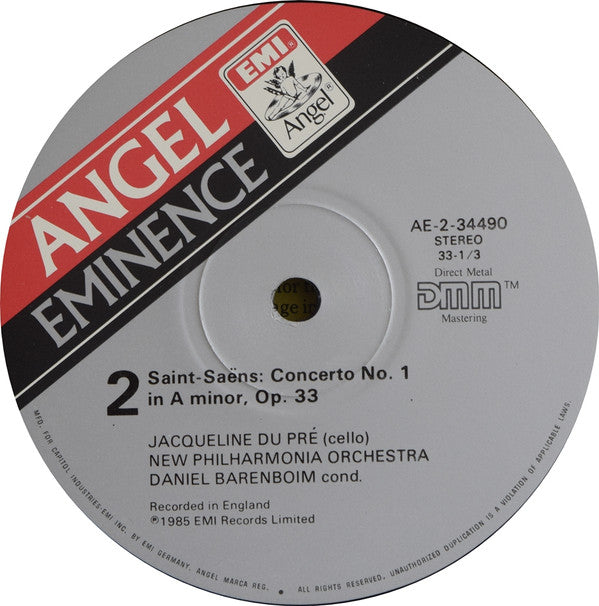 ANGEL
EMINENCE
EMI®
Angel®
AE-2-34490
STEREO
33-1/3
Direct Metal
DMM™
Mastering
2
Saint-Saëns: Concerto No. 1
in A minor, Op. 33
JACQUELINE DU PRÉ (cello)
NEW PHILHARMONIA ORCHESTRA
DANIEL BARENBOIM cond.
Recorded in England
℗1985 EMI Records Limited
MFD. FOR CAPITOL INDUSTRIES-EMI INC. BY EMI GERMANY. ANGEL MARCA REG. • ALL RIGHTS RESERVED. UNAUTHORIZED DUPLICATION IS A VIOLATION OF APPLICABLE LAWS.